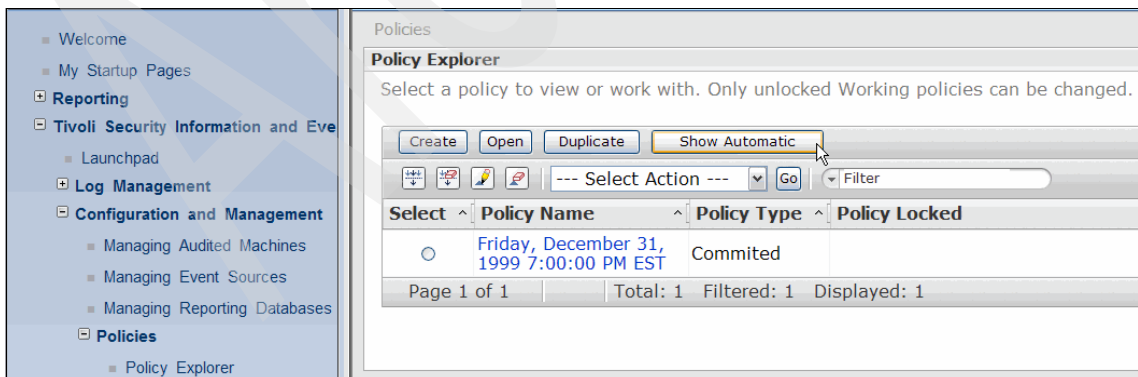 Welcome
My Startup Pages
Reporting
Tivoli Security Information and Eve
Launchpad
Log Management
Configuration and Management
Managing Audited Machines
Managing Event Sources
Managing Reporting Databases
Policies
Policy Explorer
Policies
Policy Explorer
Select a policy to view or work with. Only unlocked Working policies can be changed.
Create Open Duplicate Show Automatic
--- Select Action --- Go Filter
Select Policy Name Policy Type Policy Locked
Friday, December 31,
1999 7:00:00 PM EST Commited
Page 1 of 1 Total: 1 Filtered: 1 Displayed: 1